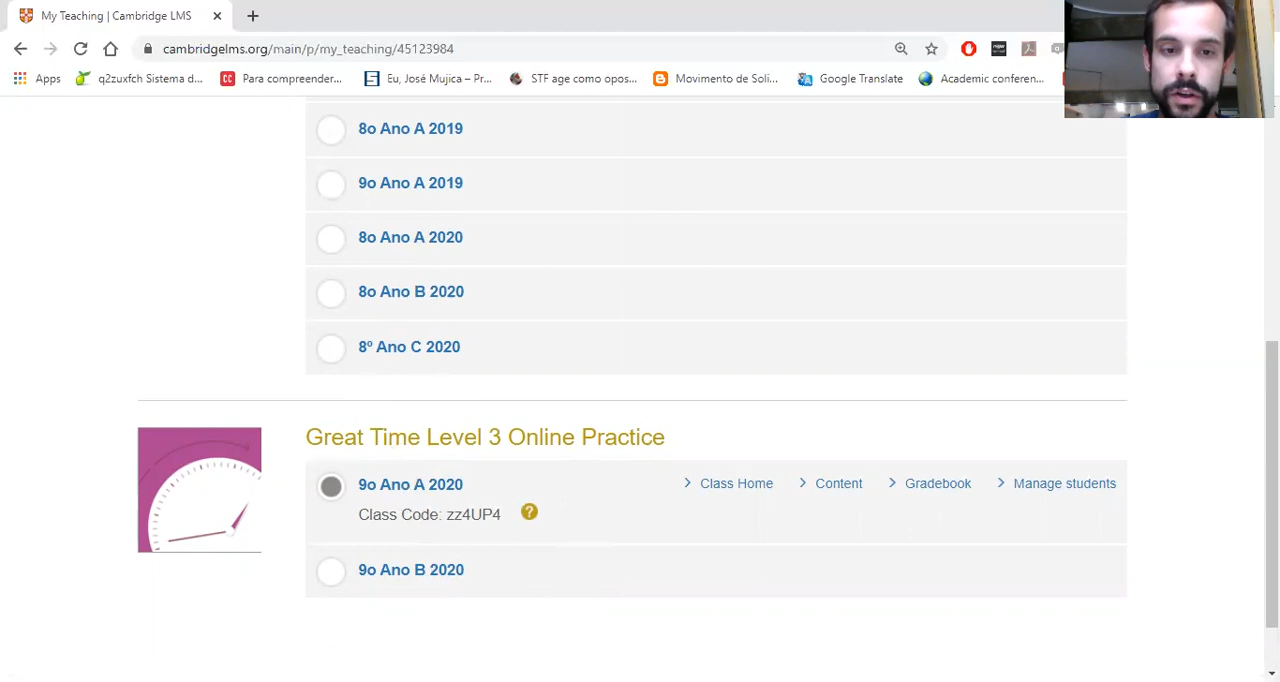 My Teaching | Cambridge LMS
cambridgelms.org/main/p/my_teaching/45123984
Apps q2zuxfch Sistema d... CC Para compreender... Eu, José Mujica – Pr... STF age como opos... Movimento de Soli... Google Translate Academic conferen...
8o Ano A 2019
9o Ano A 2019
8o Ano A 2020
8o Ano B 2020
8º Ano C 2020
Great Time Level 3 Online Practice
9o Ano A 2020 Class Home Content Gradebook Manage students
Class Code: zz4UP4 ?
9o Ano B 2020